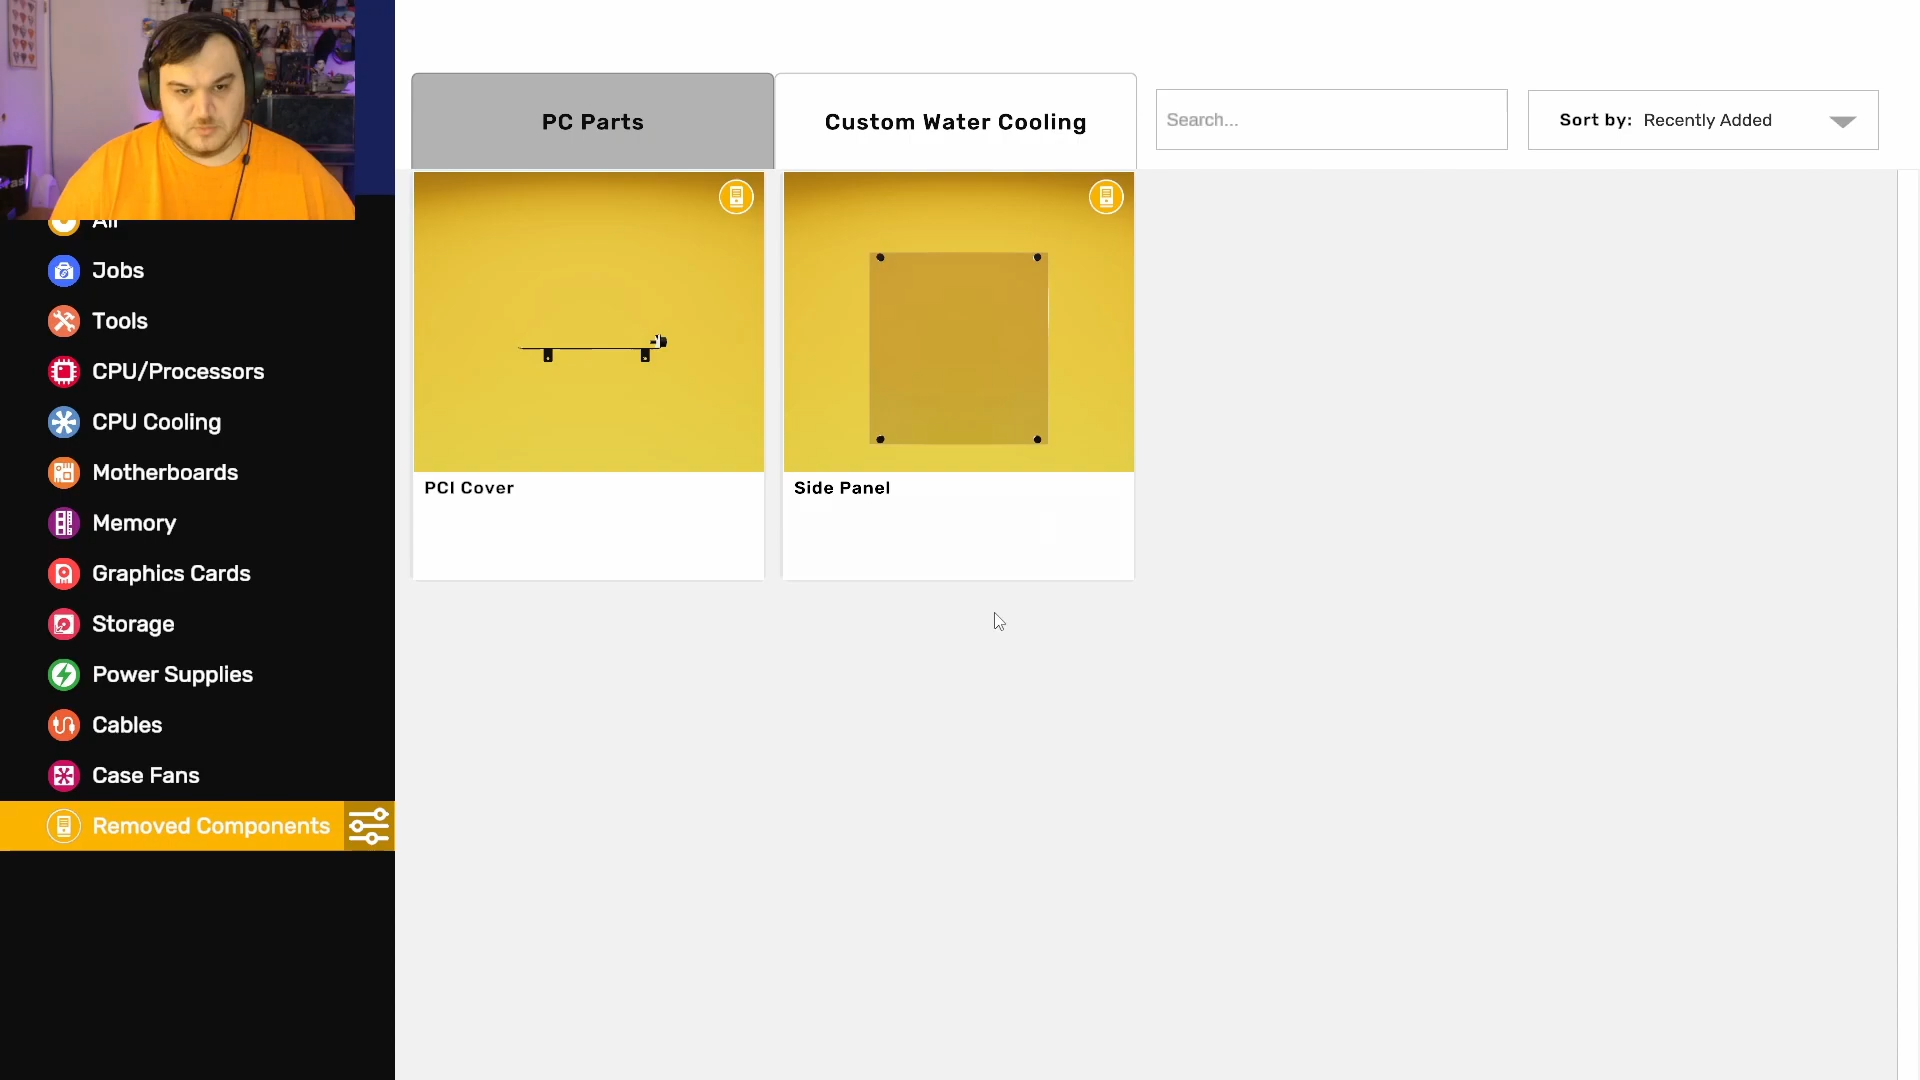 PC Parts
Custom Water Cooling
Search...
Sort by: Recently Added
All
Jobs
Tools
CPU/Processors
CPU Cooling
Motherboards
Memory
Graphics Cards
Storage
Power Supplies
Cables
Case Fans
Removed Components
PCI Cover
Side Panel